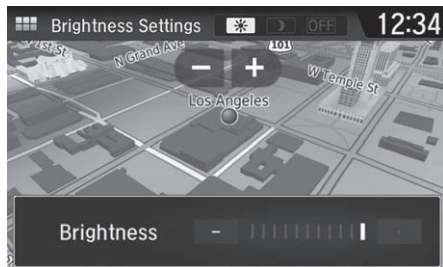 Brightness Settings OFF 12:34
1st St
N Grand Ave
101
W Temple St
− +
Los Angeles
Brightness -